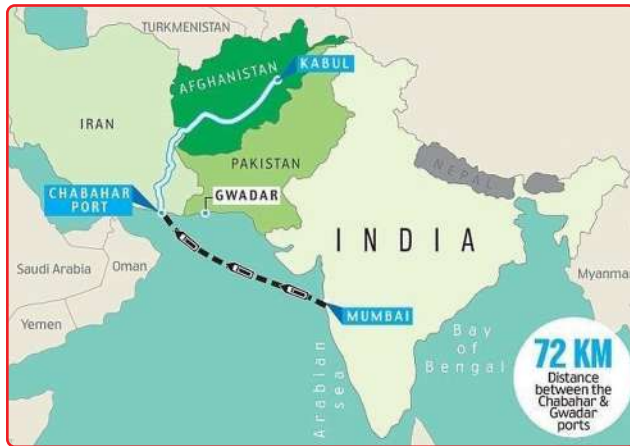 TURKMENISTAN
AFGHANISTAN
KABUL
IRAN
PAKISTAN
CHABAHAR
PORT
GWADAR
NEPAL
INDIA
Saudi Arabia
Oman
Myanmar
Yemen
MUMBAI
Arabian
sea
Bay
of
Bengal
72 KM
Distance
between the
Chabahar &
Gwadar
ports